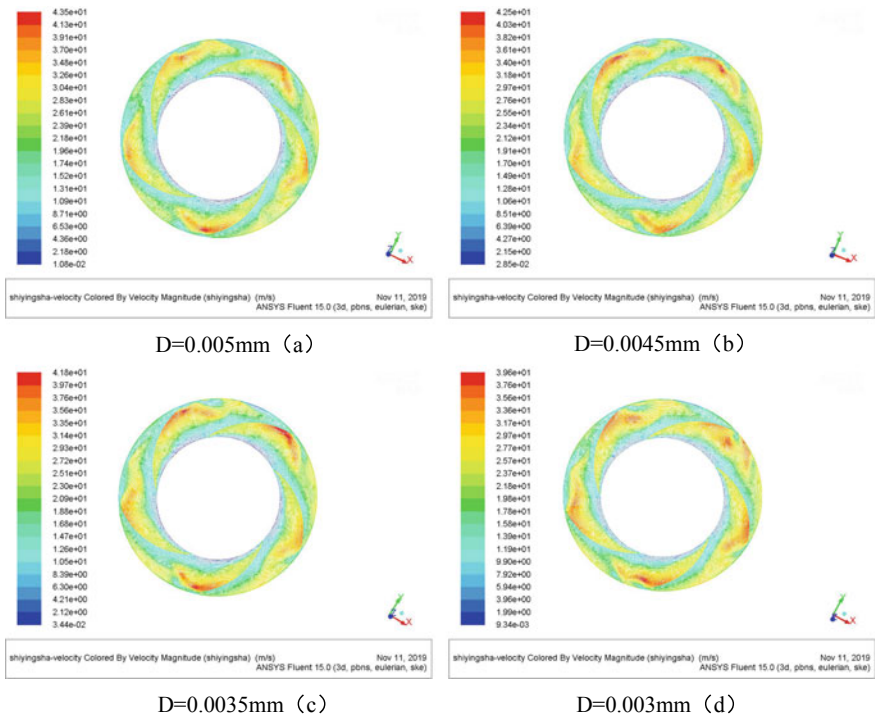 4.35e+01
4.13e+01
3.91e+01
3.70e+01
3.48e+01
3.26e+01
3.04e+01
2.83e+01
2.61e+01
2.39e+01
2.18e+01
1.96e+01
1.74e+01
1.52e+01
1.31e+01
1.09e+01
8.71e+00
6.53e+00
4.36e+00
2.18e+00
1.08e-02
Y
Z
X
shiyingsha-velocity Colored By Velocity Magnitude (shiyingsha) (m/s)
Nov 11, 2019
ANSYS Fluent 15.0 (3d, pbns, eulerian, ske)
D=0.005mm（a）
4.25e+01
4.03e+01
3.82e+01
3.61e+01
3.40e+01
3.18e+01
2.97e+01
2.76e+01
2.55e+01
2.34e+01
2.12e+01
1.91e+01
1.70e+01
1.49e+01
1.28e+01
1.06e+01
8.51e+00
6.39e+00
4.27e+00
2.15e+00
2.85e-02
Y
X
shiyingsha-velocity Colored By Velocity Magnitude (shiyingsha) (m/s)
Nov 11, 2019
ANSYS Fluent 15.0 (3d, pbns, eulerian, ske)
D=0.0045mm（b）
4.18e+01
3.97e+01
3.76e+01
3.56e+01
3.35e+01
3.14e+01
2.93e+01
2.72e+01
2.51e+01
2.30e+01
2.09e+01
1.88e+01
1.68e+01
1.47e+01
1.26e+01
1.05e+01
8.39e+00
6.30e+00
4.21e+00
2.12e+00
3.44e-02
Y
Z
X
shiyingsha-velocity Colored By Velocity Magnitude (shiyingsha) (m/s)
Nov 11, 2019
ANSYS Fluent 15.0 (3d, pbns, eulerian, ske)
D=0.0035mm（c）
3.96e+01
3.76e+01
3.56e+01
3.36e+01
3.17e+01
2.97e+01
2.77e+01
2.57e+01
2.37e+01
2.18e+01
1.98e+01
1.78e+01
1.58e+01
1.39e+01
1.19e+01
9.90e+00
7.92e+00
5.94e+00
3.96e+00
1.99e+00
9.34e-03
Y
X
shiyingsha-velocity Colored By Velocity Magnitude (shiyingsha) (m/s)
Nov 11, 2019
ANSYS Fluent 15.0 (3d, pbns, eulerian, ske)
D=0.003mm（d）